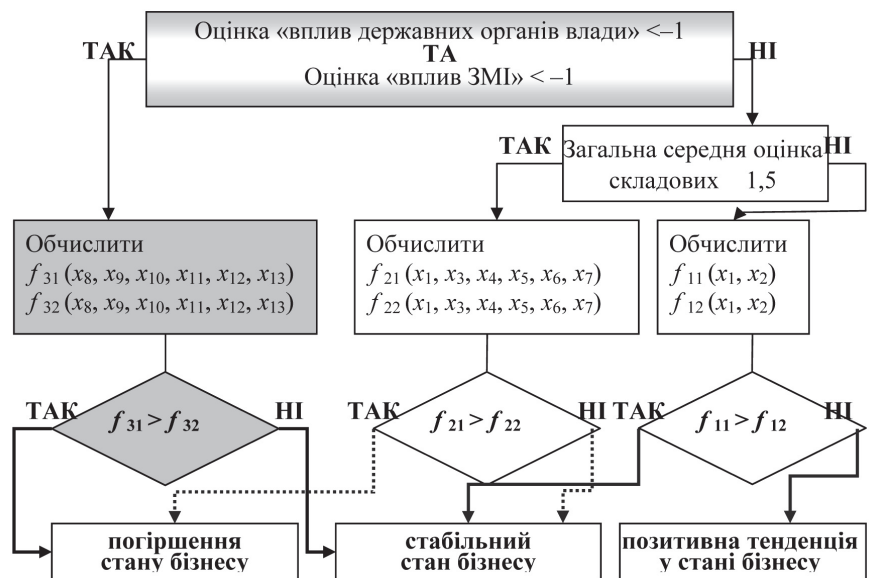 Оцінка «вплив державних органів влади» <–1
ТАК ТА НІ
Оцінка «вплив ЗМІ» < –1
ТАК Загальна середня оцінка НІ
складових 1,5
Обчислити
f31 (x8, x9, x10, x11, x12, x13)
f32 (x8, x9, x10, x11, x12, x13)
Обчислити
f21 (x1, x3, x4, x5, x6, x7)
f22 (x1, x3, x4, x5, x6, x7)
Обчислити
f11 (x1, x2)
f12 (x1, x2)
ТАК f31 > f32 НІ
ТАК f21 > f22 НІ
ТАК f11 > f12 НІ
погіршення
стану бізнесу
стабільний
стан бізнесу
позитивна тенденція
у стані бізнесу